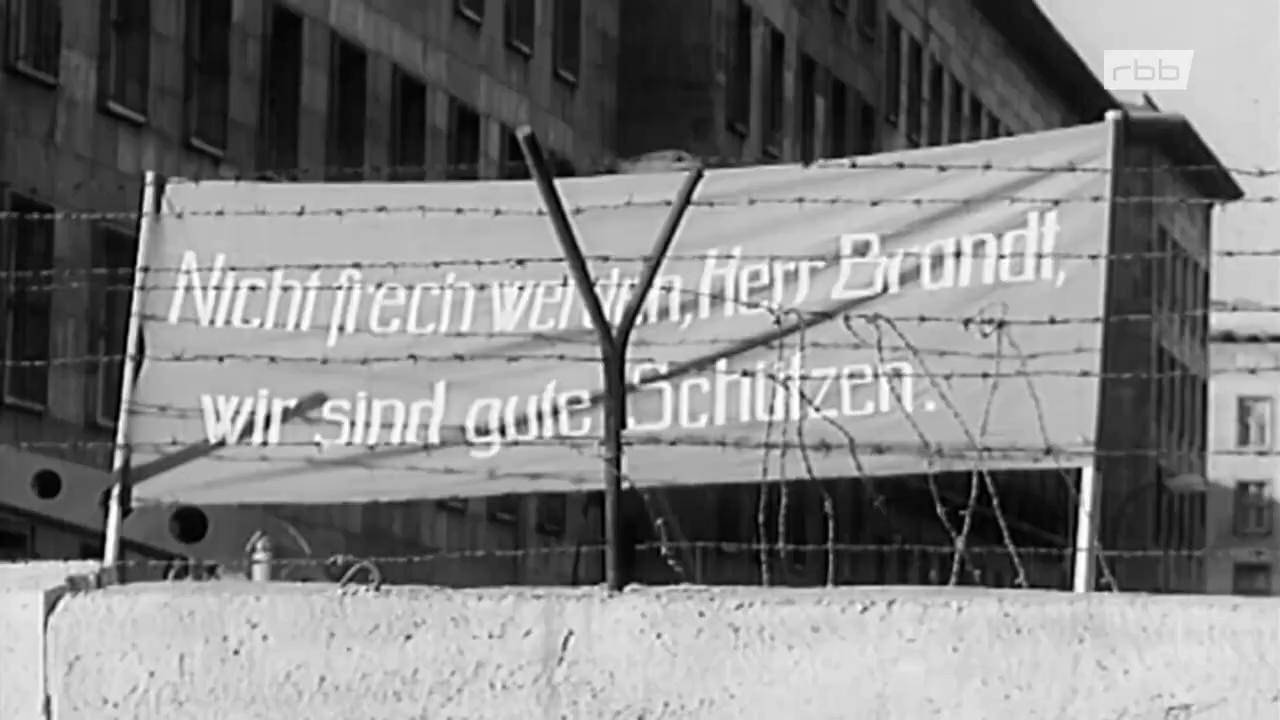 rbb
Nicht frech werden, Herr Brandt,
wir sind gute Schützen.